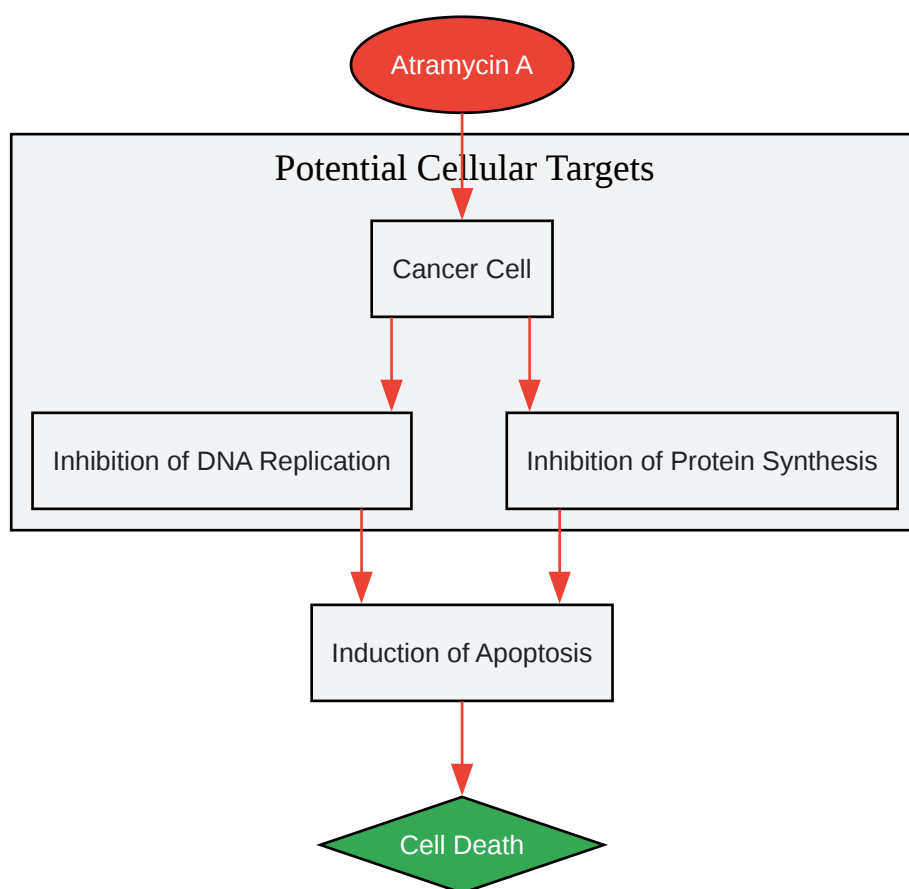 Atramycin A
Potential Cellular Targets
Cancer Cell
Inhibition of DNA Replication
Inhibition of Protein Synthesis
Induction of Apoptosis
Cell Death